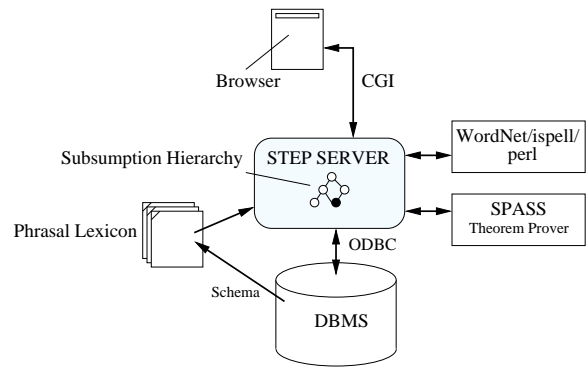 Browser
CGI
WordNet/ispell/
perl
Subsumption Hierarchy
STEP SERVER
SPASS
Theorem Prover
Phrasal Lexicon
ODBC
Schema
DBMS